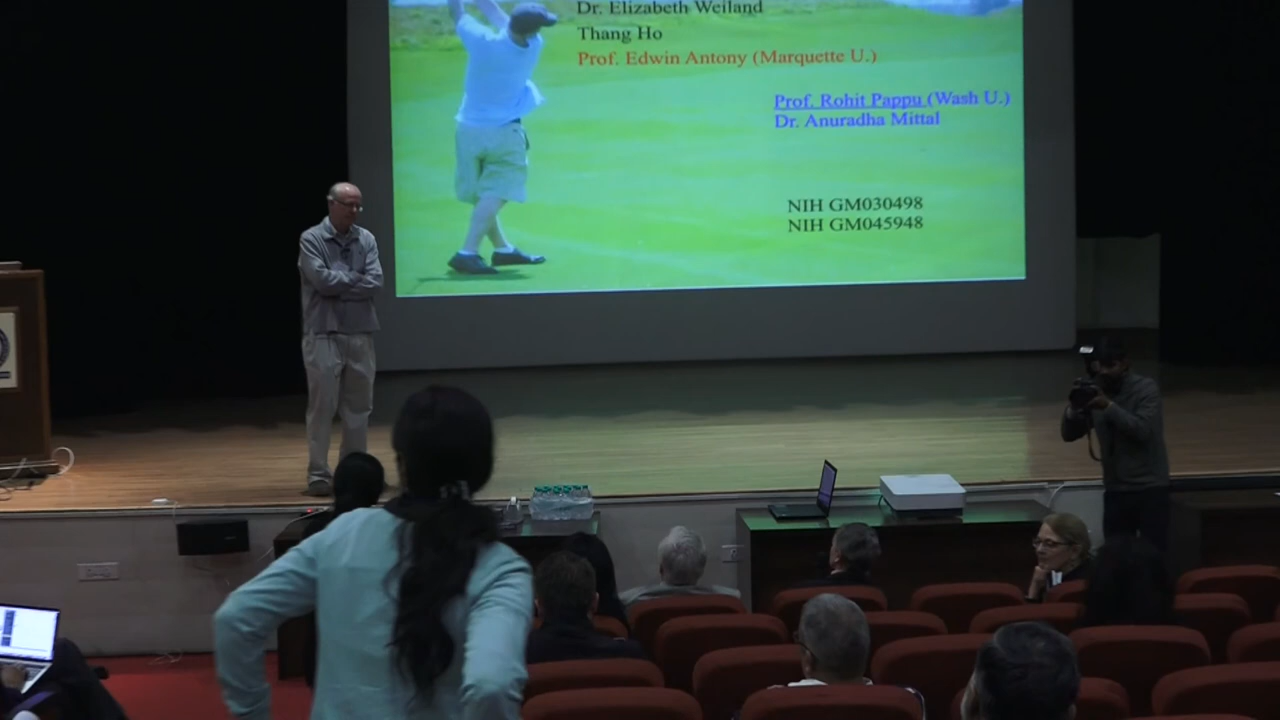 Dr. Elizabeth Weiland
Thang Ho
Prof. Edwin Antony (Marquette U.)
Prof. Rohit Pappu (Wash U.)
Dr. Anuradha Mittal
NIH GM030498
NIH GM045948